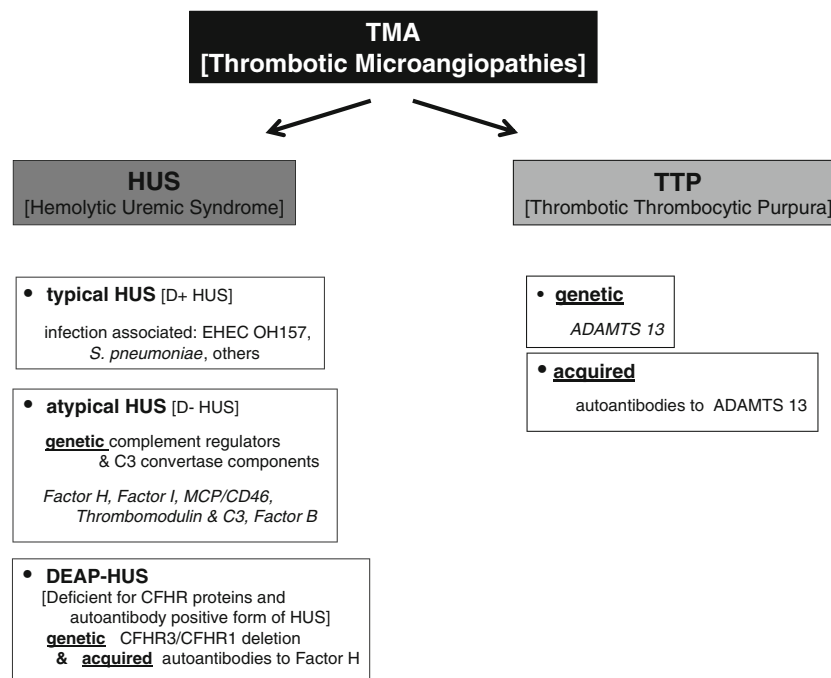 TMA
[Thrombotic Microangiopathies]
HUS
[Hemolytic Uremic Syndrome]
TTP
[Thrombotic Thrombocytic Purpura]
• typical HUS [D+ HUS]
infection associated: EHEC OH157,
S. pneumoniae, others
• atypical HUS [D- HUS]
genetic complement regulators
& C3 convertase components
Factor H, Factor I, MCP/CD46,
Thrombomodulin & C3, Factor B
• DEAP-HUS
[Deficient for CFHR proteins and
autoantibody positive form of HUS]
genetic CFHR3/CFHR1 deletion
& acquired autoantibodies to Factor H
• genetic
ADAMTS 13
• acquired
autoantibodies to ADAMTS 13